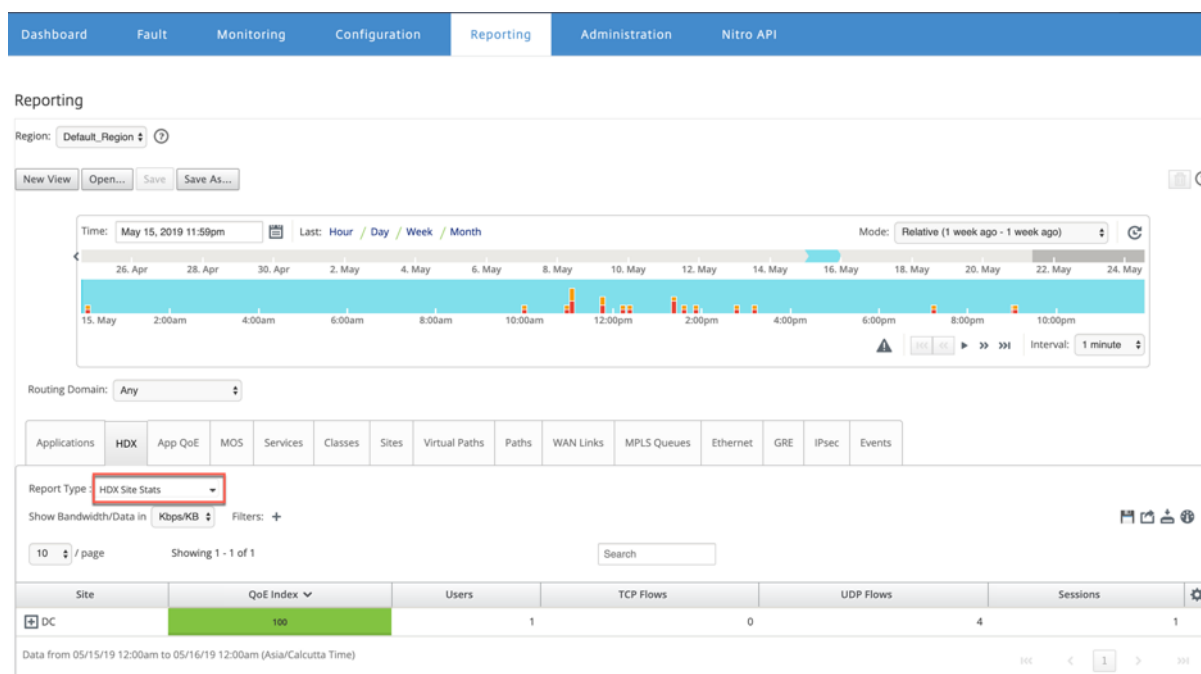 Dashboard Fault Monitoring Configuration Reporting Administration Nitro API
Reporting
Region: Default_Region ?
New View Open... Save Save As...
Time: May 15, 2019 11:59pm Last: Hour / Day / Week / Month Mode: Relative (1 week ago - 1 week ago)
26. Apr 28. Apr 30. Apr 2. May 4. May 6. May 8. May 10. May 12. May 14. May 16. May 18. May 20. May 22. May 24. May
15. May 2:00am 4:00am 6:00am 8:00am 10:00am 12:00pm 2:00pm 4:00pm 6:00pm 8:00pm 10:00pm
Interval: 1 minute
Routing Domain: Any
Applications HDX App QoE MOS Services Classes Sites Virtual Paths Paths WAN Links MPLS Queues Ethernet GRE IPsec Events
Report Type : HDX Site Stats
Show Bandwidth/Data in Kbps/KB Filters: +
10 / page Showing 1 - 1 of 1 Search
Site QoE Index Users TCP Flows UDP Flows Sessions
DC 100 1 0 4 1
Data from 05/15/19 12:00am to 05/16/19 12:00am (Asia/Calcutta Time)
1